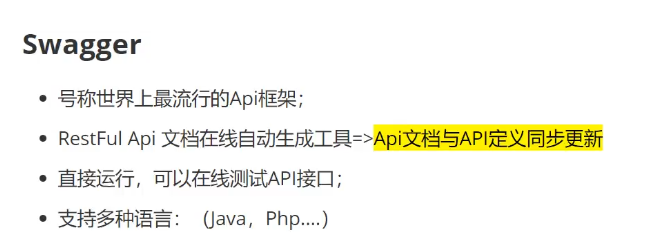 Swagger
号称世界上最流行的Api框架；
RestFul Api 文档在线自动生成工具=>Api文档与API定义同步更新
直接运行，可以在线测试API接口；
支持多种语言：（Java，Php....）